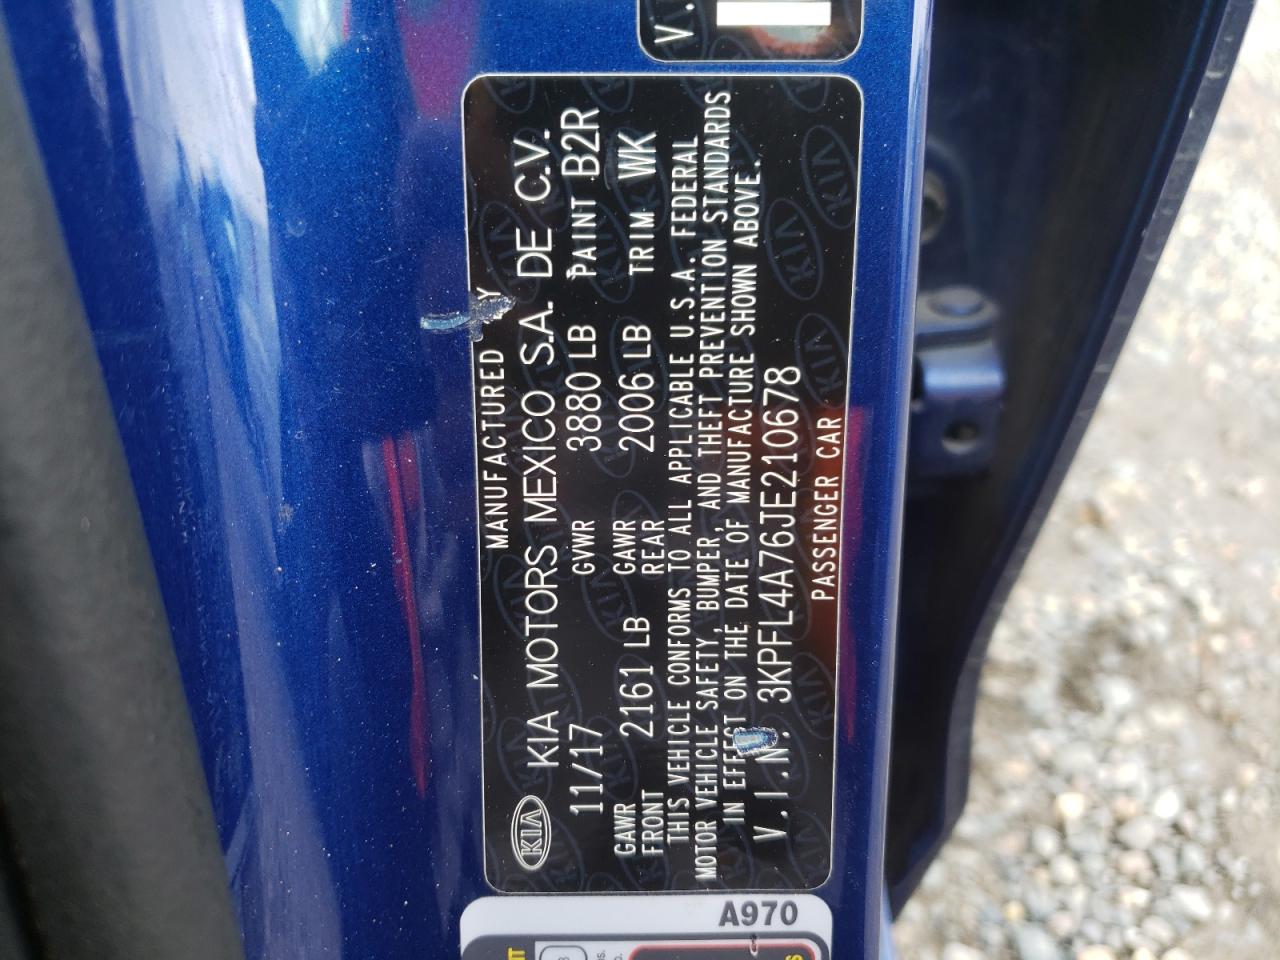 V.
MANUFACTURED
KIA KIA MOTORS MEXICO S.A. DE C.V.
11/17 GVWR 3880 LB PAINT B2R
GAWR FRONT 2161 LB GAWR REAR 2006 LB TRIM WK
THIS VEHICLE CONFORMS TO ALL APPLICABLE U.S.A. FEDERAL
MOTOR VEHICLE SAFETY, BUMPER, AND THEFT PREVENTION STANDARDS
IN EFFECT ON THE DATE OF MANUFACTURE SHOWN ABOVE.
V.I.N. 3KPFL4A76JE210678
PASSENGER CAR
A970